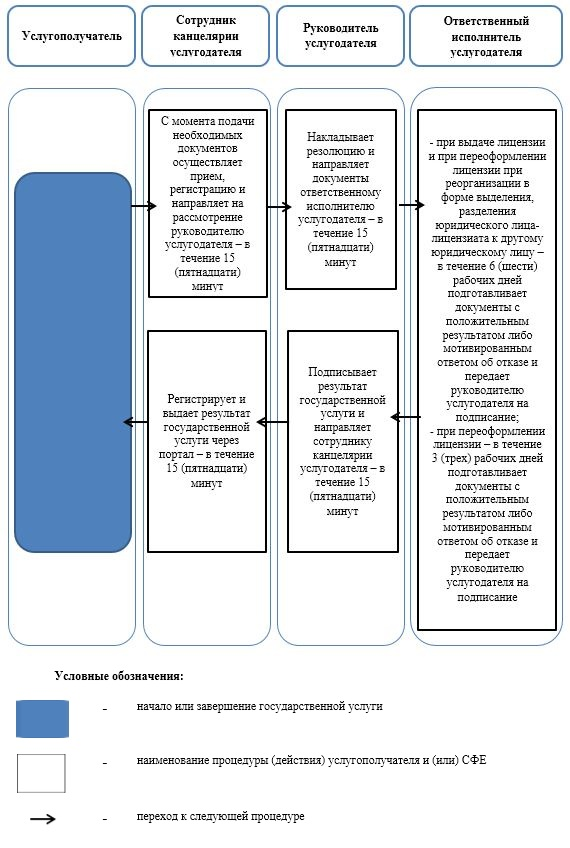 Услугополучатель
Сотрудник
канцелярии
услугодателя
Руководитель
услугодателя
Ответственный
исполнитель
услугодателя
С момента подачи
необходимых
документов
осуществляет
прием,
регистрацию и
направляет на
рассмотрение
руководителю
услугодателя – в
течение 15
(пятнадцати)
минут
Накладывает
резолюцию и
направляет
документы
ответственному
исполнителю
услугодателя – в
течение 15
(пятнадцати)
минут
- при выдаче лицензии
и при переоформлении
лицензии при
реорганизации в
форме выделения,
разделения
юридического лица-
лицензиата к другому
юридическому лицу –
в течение 6 (шести)
рабочих дней
подготавливает
документы с
положительным
результатом либо
мотивированным
ответом об отказе и
передает
руководителю
услугодателя на
подписание;
- при переоформлении
лицензии – в течение
3 (трех) рабочих дней
подготавливает
документы с
положительным
результатом либо
мотивированным
ответом об отказе и
передает
руководителю
услугодателя на
подписание
Подписывает
результат
государственной
услуги и
направляет
сотруднику
канцелярии
услугодателя – в
течение 15
(пятнадцати)
минут
Регистрирует и
выдает результат
государственной
услуги через
портал – в течение
15 (пятнадцати)
минут
Условные обозначения:
- начало или завершение государственной услуги
- наименование процедуры (действия) услугополучателя и (или) СФЕ
- переход к следующей процедуре